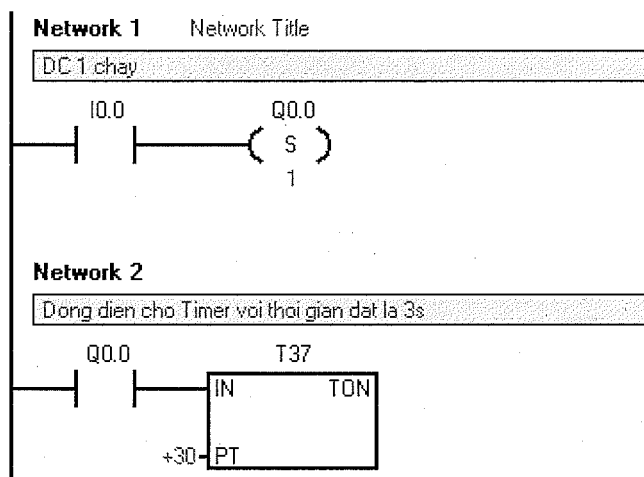 Network 1 Network Title
DC 1 chay
I0.0 Q0.0
S
1
Network 2
Dong dien cho Timer voi thoi gian dat la 3s
Q0.0 T37
IN TON
+30 PT